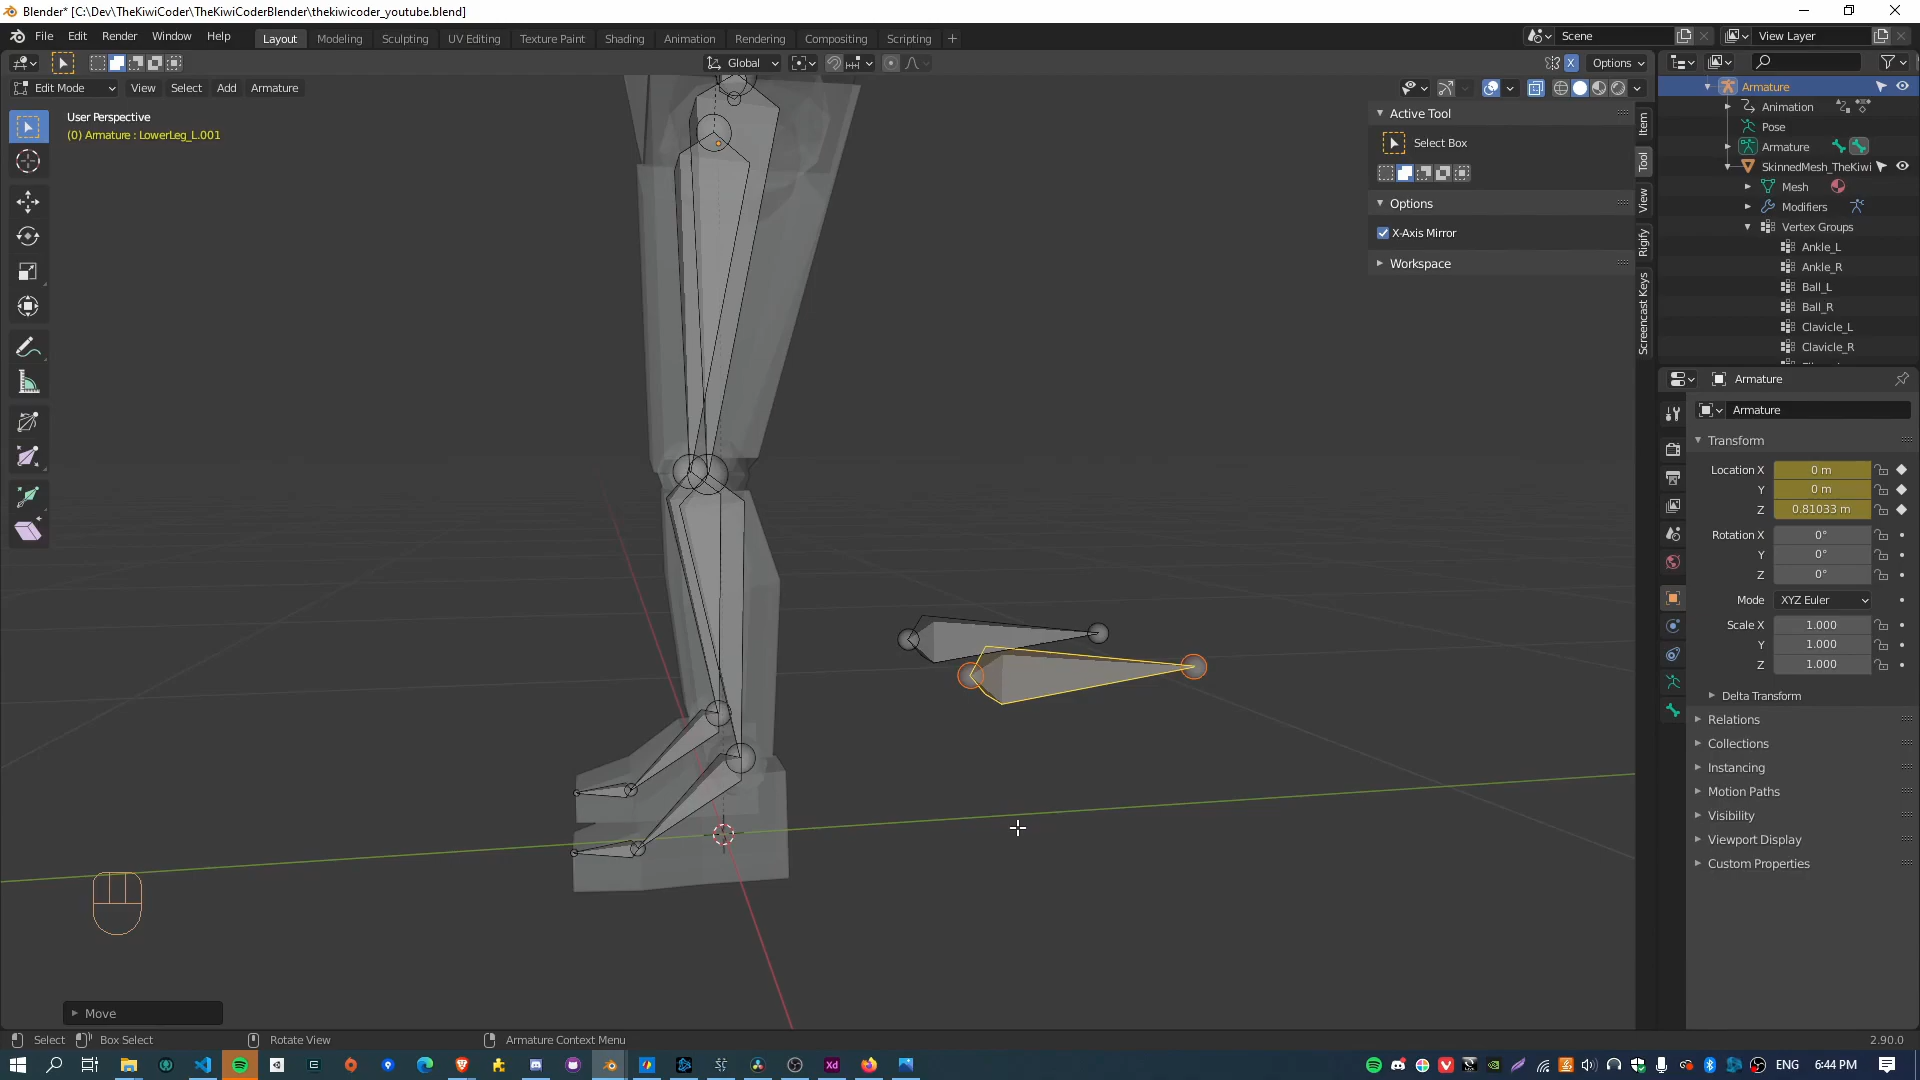 Blender* [C:\Dev\TheKiwiCoder\TheKiwiCoderBlender\thekiwicoder_youtube.blend]
File Edit Render Window Help
Layout Modeling Sculpting UV Editing Texture Paint Shading Animation Rendering Compositing Scripting
Scene
View Layer
Global
Options
Edit Mode View Select Add Armature
User Perspective
(0) Armature : LowerLeg_L.001
Active Tool
Select Box
Options
X-Axis Mirror
Workspace
Item
Tool
View
Rigify
Screencast Keys
Armature
Animation
Pose
Armature
SkinnedMesh_TheKiwi
Mesh
Modifiers
Vertex Groups
Ankle_L
Ankle_R
Ball_L
Ball_R
Clavicle_L
Clavicle_R
Armature
Armature
Transform
Location X 0 m
Y 0 m
Z 0.81033 m
Rotation X 0°
Y 0°
Z 0°
Mode XYZ Euler
Scale X 1.000
Y 1.000
Z 1.000
Delta Transform
Relations
Collections
Instancing
Motion Paths
Visibility
Viewport Display
Custom Properties
Move
Select Box Select Rotate View Armature Context Menu
2.90.0
ENG 6:44 PM